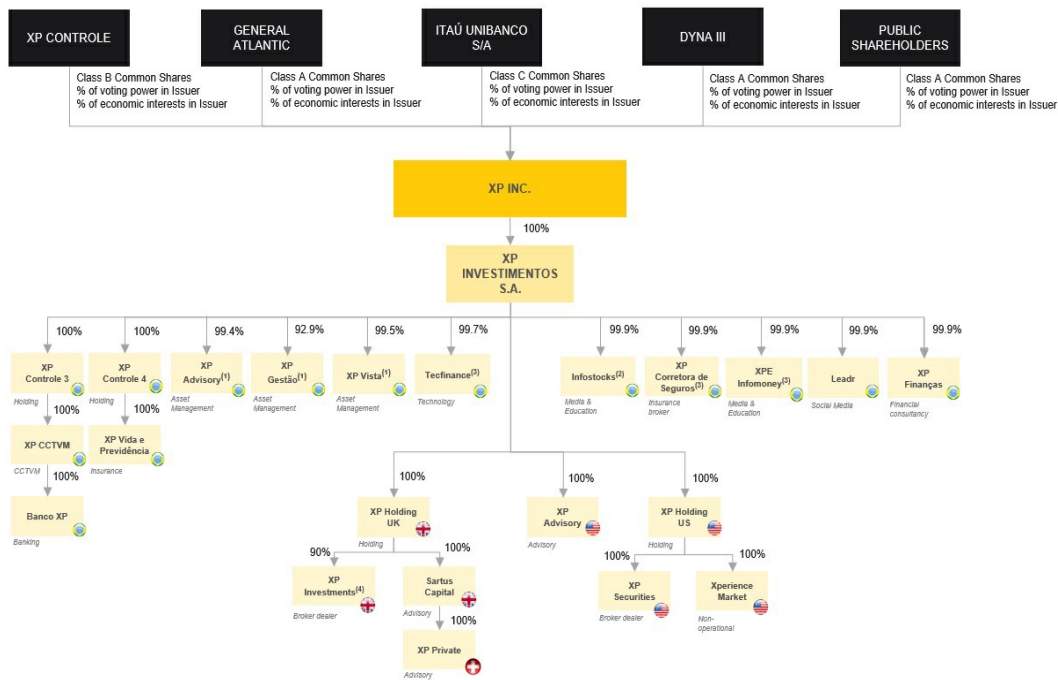 XP CONTROLE
GENERAL
ATLANTIC
ITAÚ UNIBANCO
S/A
DYNA III
PUBLIC
SHAREHOLDERS
Class B Common Shares
% of voting power in Issuer
% of economic interests in Issuer
Class A Common Shares
% of voting power in Issuer
% of economic interests in Issuer
Class C Common Shares
% of voting power in Issuer
% of economic interests in Issuer
Class A Common Shares
% of voting power in Issuer
% of economic interests in Issuer
Class A Common Shares
% of voting power in Issuer
% of economic interests in Issuer
XP INC.
100%
XP
INVESTIMENTOS
S.A.
100%
100%
99.4%
92.9%
99.5%
99.7%
99.9%
99.9%
99.9%
99.9%
99.9%
XP
Controle 3
Holding
XP
Controle 4
Holding
XP
Advisory(1)
Asset
Management
XP
Gestão(1)
Asset
Management
XP Vista(1)
Asset
Management
Tecfinance(3)
Technology
Infostocks(2)
Media &
Education
XP
Corretora de
Seguros(3)
Insurance
broker
XPE
Infomoney(3)
Media &
Education
Leadr
Social Media
XP
Finanças
Financial
consultancy
100%
100%
XP CCTVM
CCTVM
XP Vida e
Previdência
Insurance
100%
Banco XP
Banking
100%
100%
100%
XP Holding
UK
Holding
XP
Advisory
Advisory
XP Holding
US
Holding
90%
100%
100%
100%
XP
Investments(4)
Broker dealer
Sartus
Capital
Advisory
XP
Securities
Broker dealer
Xperience
Market
Non-
operational
100%
XP Private
Advisory